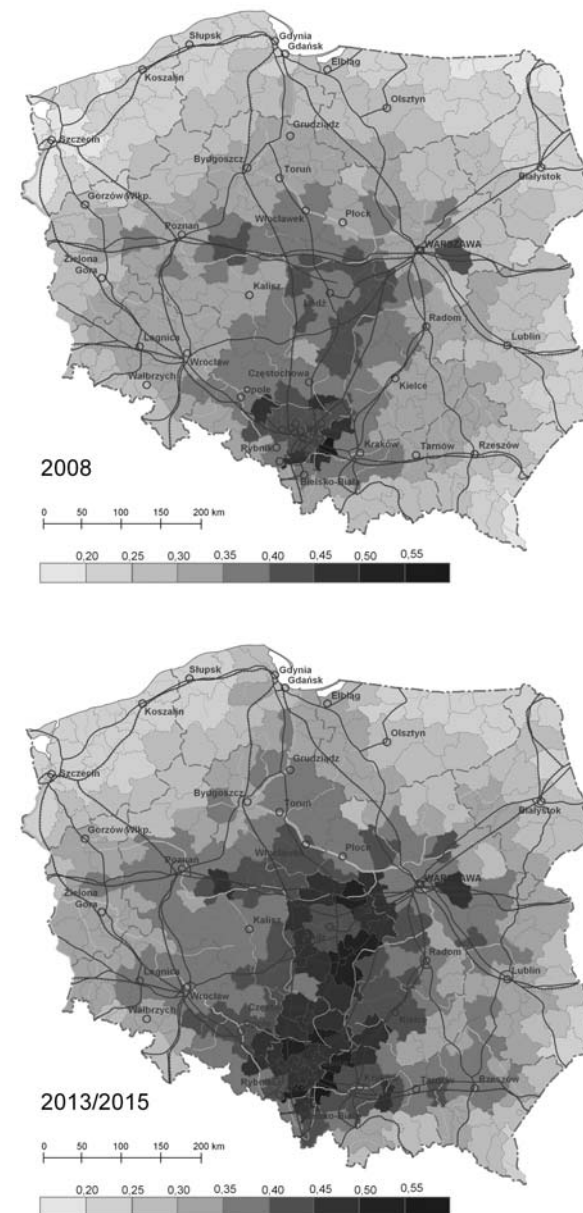 Słupsk
Gdynia
Gdańsk
Koszalin
Elbląg
Olsztyn
Szczecin
Grudziądz
Bydgoszcz
Toruń
Białystok
Gorzów Wlkp.
Włocławek
Płock
Poznań
WARSZAWA
Zielona
Góra
Kalisz
Łódź
Radom
Legnica
Wrocław
Lublin
Wałbrzych
Częstochowa
Opole
Kielce
Rybnik
Kraków
Tarnów
Rzeszów
Bielsko-Biała
2008
0 50 100 150 200 km
0,20 0,25 0,30 0,35 0,40 0,45 0,50 0,55
Słupsk
Gdynia
Gdańsk
Koszalin
Elbląg
Olsztyn
Szczecin
Grudziądz
Bydgoszcz
Toruń
Białystok
Gorzów Wlkp.
Włocławek
Płock
Poznań
WARSZAWA
Zielona
Góra
Kalisz
Radom
Legnica
Wrocław
Lublin
Wałbrzych
Rybnik
Tarnów
Rzeszów
2013/2015
0 50 100 150 200 km
0,20 0,25 0,30 0,35 0,40 0,45 0,50 0,55